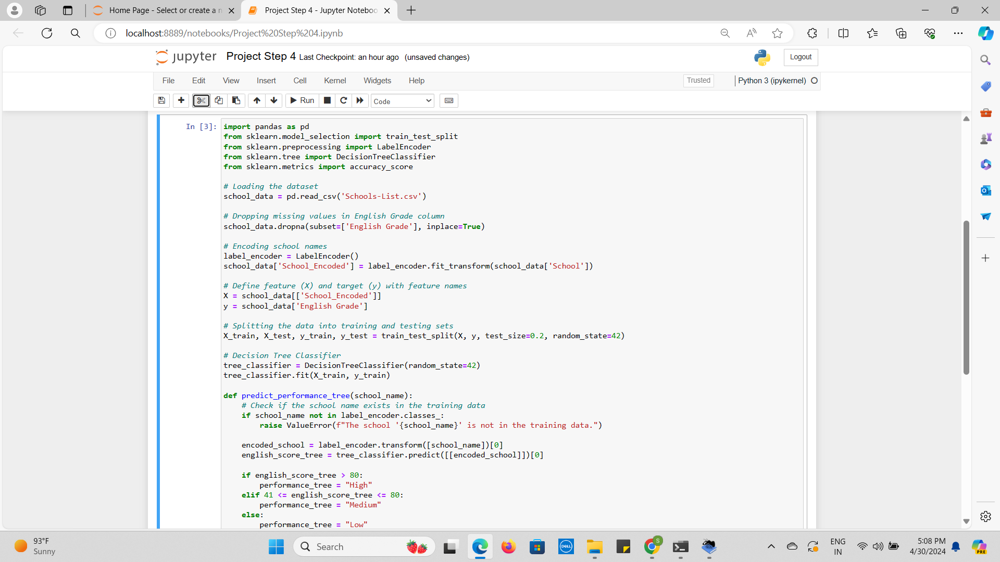 Home Page - Select or create a n
Project Step 4 - Jupyter Noteboo
localhost:8889/notebooks/Project%20Step%204.ipynb
jupyter Project Step 4 Last Checkpoint: an hour ago (unsaved changes)
Logout
File Edit View Insert Cell Kernel Widgets Help
Trusted
Python 3 (ipykernel)
Run
Code
In [3]:
import pandas as pd
from sklearn.model_selection import train_test_split
from sklearn.preprocessing import LabelEncoder
from sklearn.tree import DecisionTreeClassifier
from sklearn.metrics import accuracy_score
# Loading the dataset
school_data = pd.read_csv('Schools-List.csv')
# Dropping missing values in English Grade column
school_data.dropna(subset=['English Grade'], inplace=True)
# Encoding school names
label_encoder = LabelEncoder()
school_data['School_Encoded'] = label_encoder.fit_transform(school_data['School'])
# Define feature (X) and target (y) with feature names
X = school_data[['School_Encoded']]
y = school_data['English Grade']
# Splitting the data into training and testing sets
X_train, X_test, y_train, y_test = train_test_split(X, y, test_size=0.2, random_state=42)
# Decision Tree Classifier
tree_classifier = DecisionTreeClassifier(random_state=42)
tree_classifier.fit(X_train, y_train)
def predict_performance_tree(school_name):
# Check if the school name exists in the training data
if school_name not in label_encoder.classes_:
raise ValueError(f"The school '{school_name}' is not in the training data.")
encoded_school = label_encoder.transform([school_name])[0]
english_score_tree = tree_classifier.predict([[encoded_school]])[0]
if english_score_tree > 80:
performance_tree = "High"
elif 41 <= english_score_tree <= 80:
performance_tree = "Medium"
else:
performance_tree = "Low"
93°F
Sunny
Search
DELL
S
ENG
IN
5:08 PM
4/30/2024
PRE